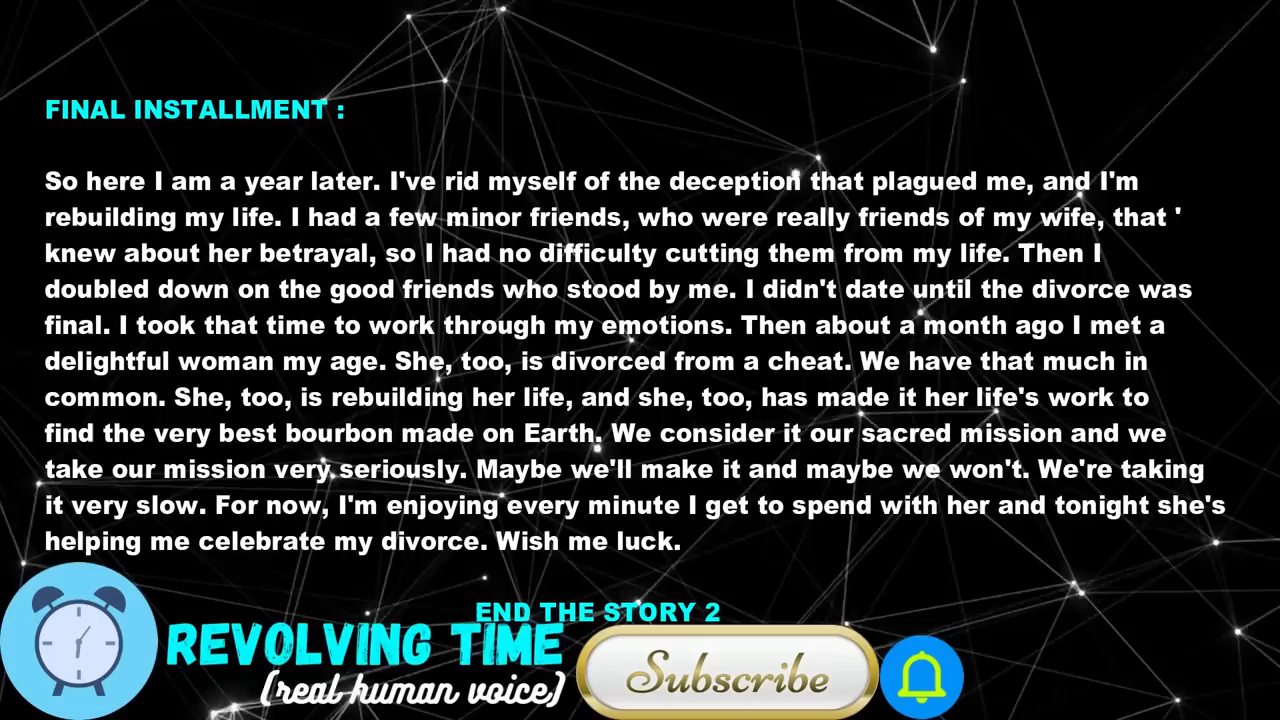 FINAL INSTALLMENT :
So here I am a year later. I've rid myself of the deception that plagued me, and I'm
rebuilding my life. I had a few minor friends, who were really friends of my wife, that '
knew about her betrayal, so I had no difficulty cutting them from my life. Then I
doubled down on the good friends who stood by me. I didn't date until the divorce was
final. I took that time to work through my emotions. Then about a month ago I met a
delightful woman my age. She, too, is divorced from a cheat. We have that much in
common. She, too, is rebuilding her life, and she, too, has made it her life's work to
find the very best bourbon made on Earth. We consider it our sacred mission and we
take our mission very seriously. Maybe we'll make it and maybe we won't. We're taking
it very slow. For now, I'm enjoying every minute I get to spend with her and tonight she's
helping me celebrate my divorce. Wish me luck.
END THE STORY 2
REVOLVING TIME
(real human voice)
Subscribe